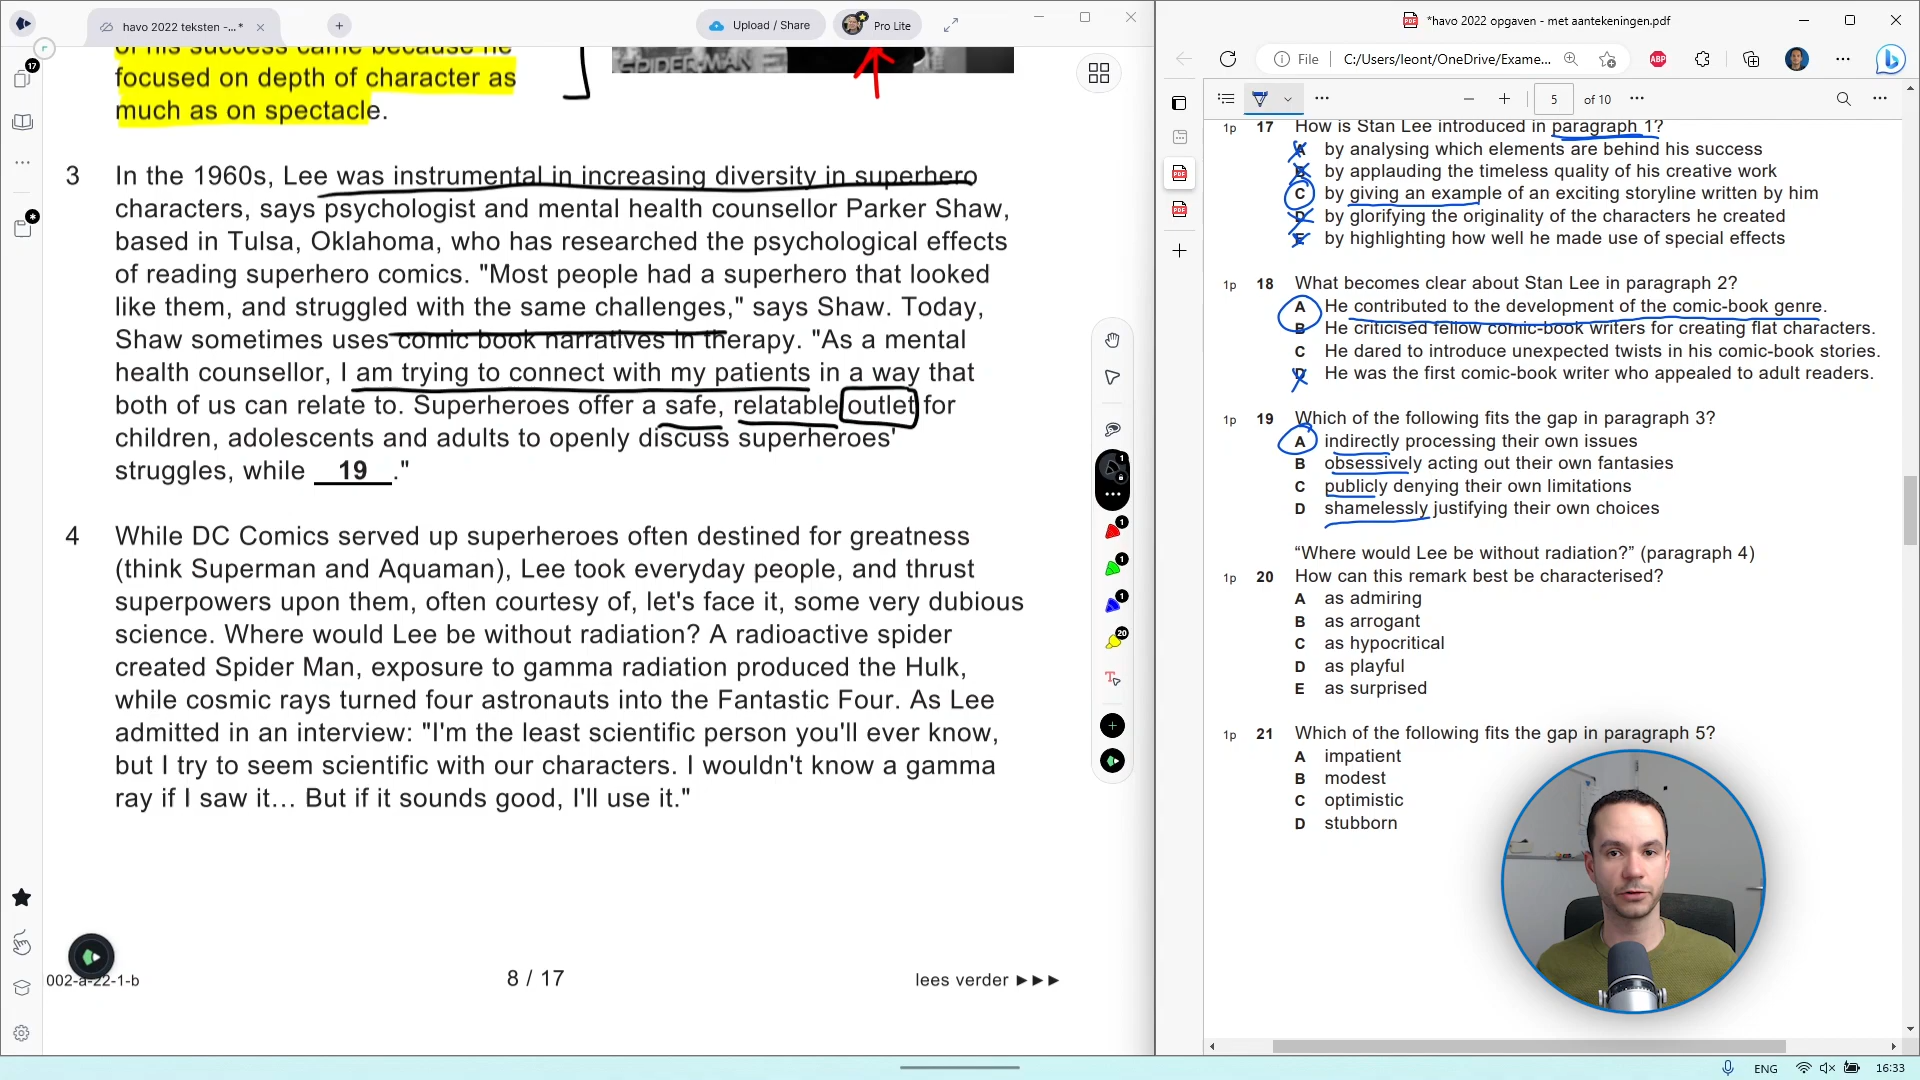 havo 2022 teksten -...*
Upload / Share
Pro Lite
of his success came because he
focused on depth of character as
much as on spectacle.
SPIDER-MAN
3 In the 1960s, Lee was instrumental in increasing diversity in superhero
characters, says psychologist and mental health counsellor Parker Shaw,
based in Tulsa, Oklahoma, who has researched the psychological effects
of reading superhero comics. "Most people had a superhero that looked
like them, and struggled with the same challenges," says Shaw. Today,
Shaw sometimes uses comic book narratives in therapy. "As a mental
health counsellor, I am trying to connect with my patients in a way that
both of us can relate to. Superheroes offer a safe, relatable outlet for
children, adolescents and adults to openly discuss superheroes'
struggles, while 19."
4 While DC Comics served up superheroes often destined for greatness
(think Superman and Aquaman), Lee took everyday people, and thrust
superpowers upon them, often courtesy of, let's face it, some very dubious
science. Where would Lee be without radiation? A radioactive spider
created Spider Man, exposure to gamma radiation produced the Hulk,
while cosmic rays turned four astronauts into the Fantastic Four. As Lee
admitted in an interview: "I'm the least scientific person you'll ever know,
but I try to seem scientific with our characters. I wouldn't know a gamma
ray if I saw it... But if it sounds good, I'll use it."
002-a-22-1-b
8 / 17
lees verder ►►►
17
r
1
1
1
1
20
T
*havo 2022 opgaven - met aantekeningen.pdf
File
C:/Users/leont/OneDrive/Exame...
ABP
5 of 10
1p 17 How is Stan Lee introduced in paragraph 1?
A by analysing which elements are behind his success
B by applauding the timeless quality of his creative work
C by giving an example of an exciting storyline written by him
D by glorifying the originality of the characters he created
E by highlighting how well he made use of special effects
1p 18 What becomes clear about Stan Lee in paragraph 2?
A He contributed to the development of the comic-book genre.
B He criticised fellow comic-book writers for creating flat characters.
C He dared to introduce unexpected twists in his comic-book stories.
D He was the first comic-book writer who appealed to adult readers.
1p 19 Which of the following fits the gap in paragraph 3?
A indirectly processing their own issues
B obsessively acting out their own fantasies
C publicly denying their own limitations
D shamelessly justifying their own choices
“Where would Lee be without radiation?” (paragraph 4)
1p 20 How can this remark best be characterised?
A as admiring
B as arrogant
C as hypocritical
D as playful
E as surprised
1p 21 Which of the following fits the gap in paragraph 5?
A impatient
B modest
C optimistic
D stubborn
ENG
16:33